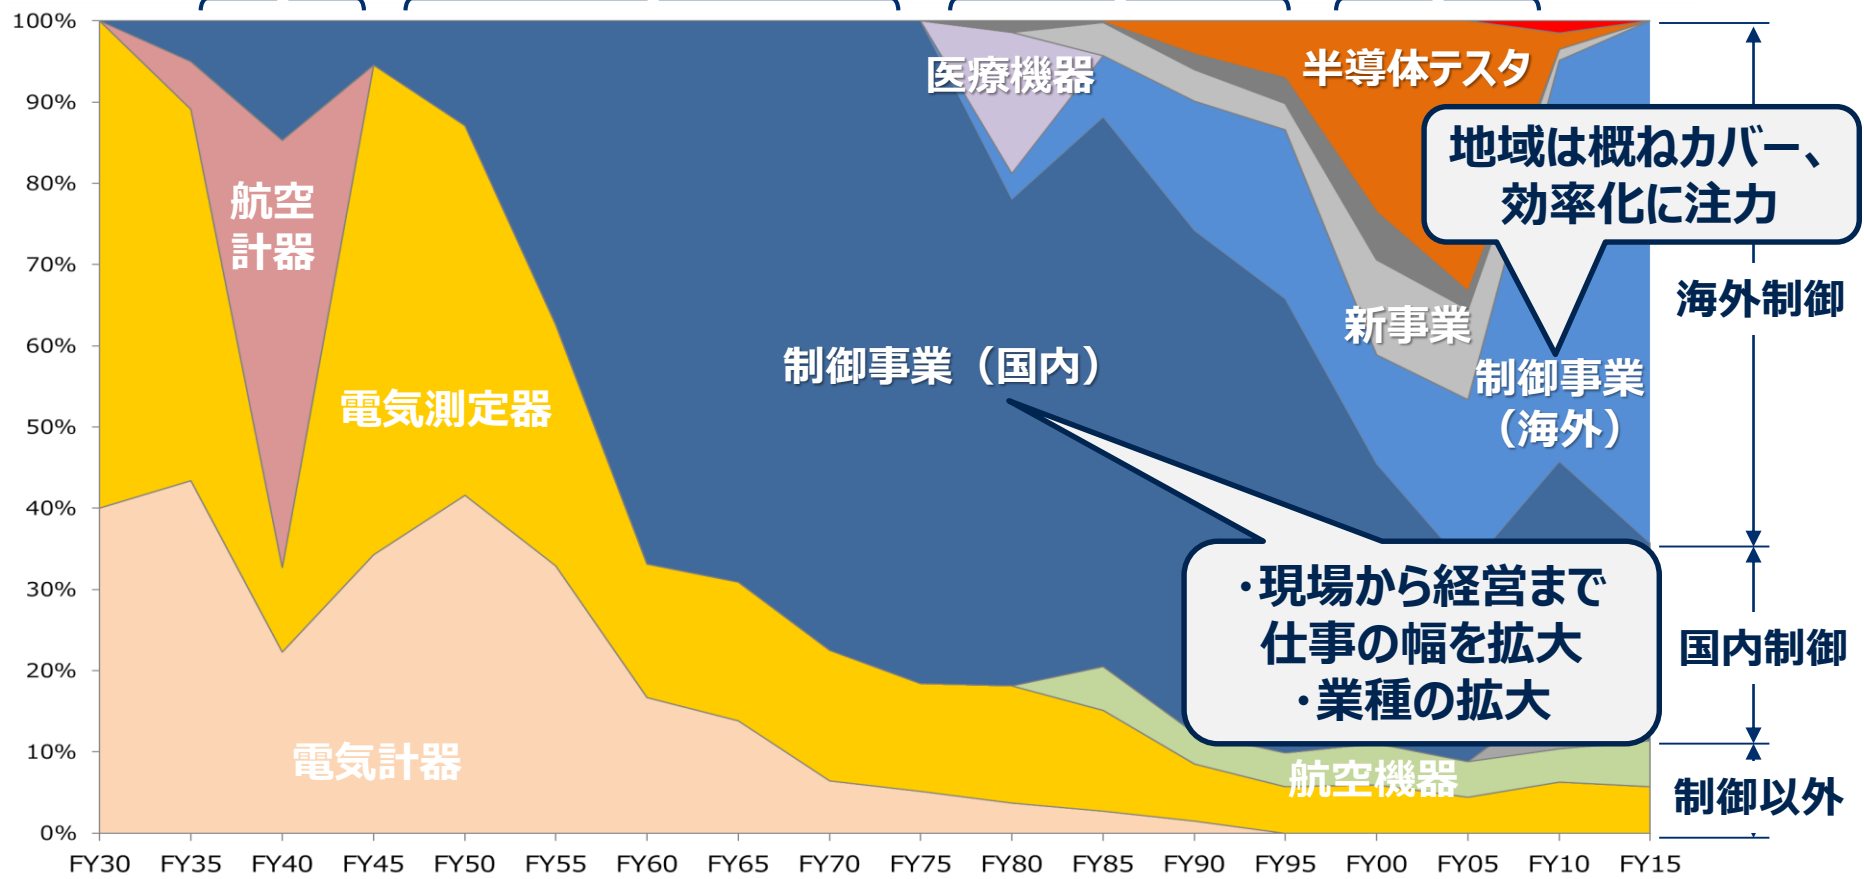 100%
90%
80%
70%
60%
50%
40%
30%
20%
10%
0%
医療機器
半導体テスタ
地域は概ねカバー、
効率化に注力
航空
計器
海外制御
新事業
制御事業（国内）
制御事業
（海外）
電気測定器
・現場から経営まで
仕事の幅を拡大
・業種の拡大
国内制御
電気計器
航空機器
制御以外
FY30 FY35 FY40 FY45 FY50 FY55 FY60 FY65 FY70 FY75 FY80 FY85 FY90 FY95 FY00 FY05 FY10 FY15